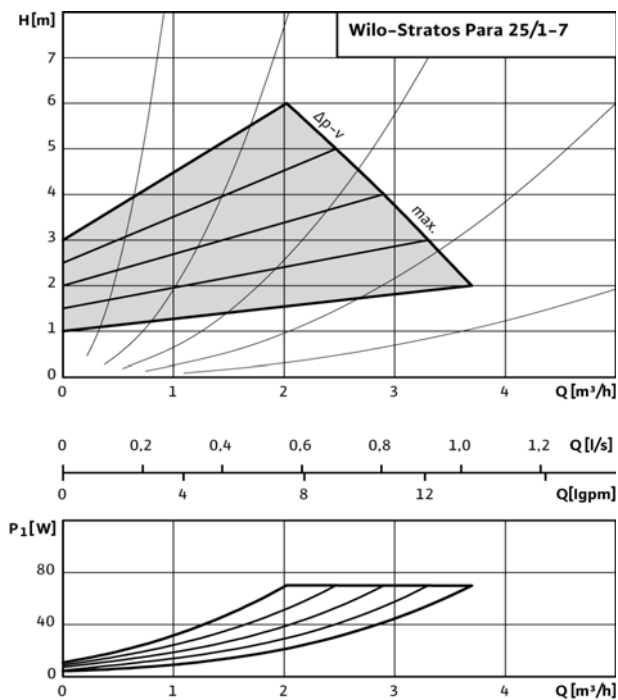 H[m]
Wilo-Stratos Para 25/1-7
7
6
Δp-v
5
4
max.
3
2
1
0
0 1 2 3 4 Q[m³/h]
0 0,2 0,4 0,6 0,8 1,0 1,2 Q[l/s]
0 4 8 12 Q[Igpm]
P₁[W]
80
40
0
0 1 2 3 4 Q[m³/h]